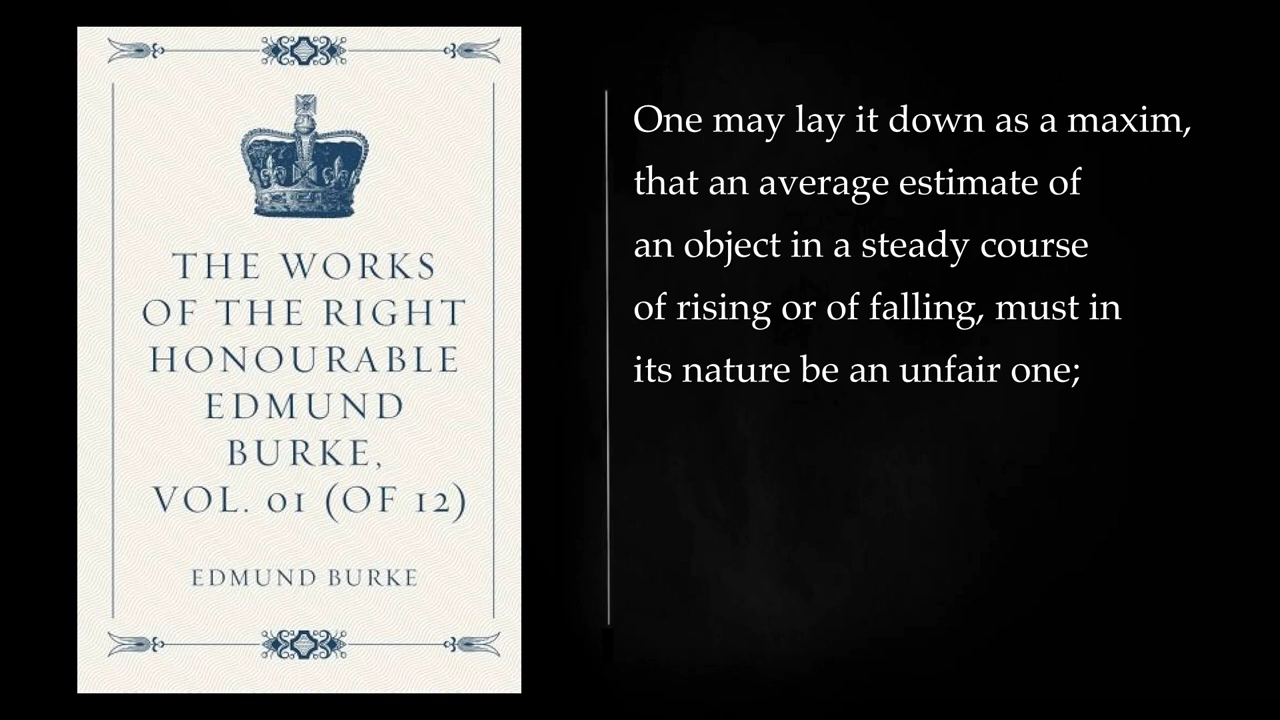 THE WORKS
OF THE RIGHT
HONOURABLE
EDMUND
BURKE,
VOL. 01 (OF 12)
EDMUND BURKE
One may lay it down as a maxim,
that an average estimate of
an object in a steady course
of rising or of falling, must in
its nature be an unfair one;